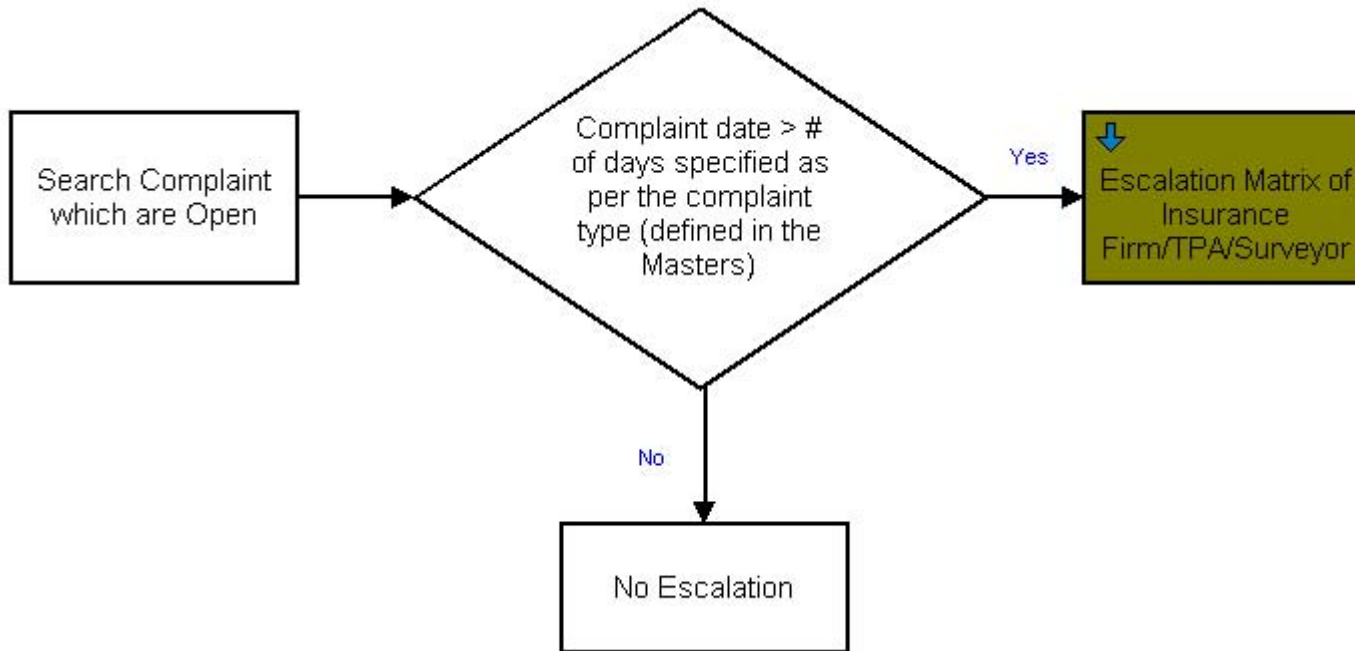 Search Complaint
which are Open
Complaint date > #
of days specified as
per the complaint
type (defined in the
Masters)
Yes
Escalation Matrix of
Insurance
Firm/TPA/Surveyor
No
No Escalation